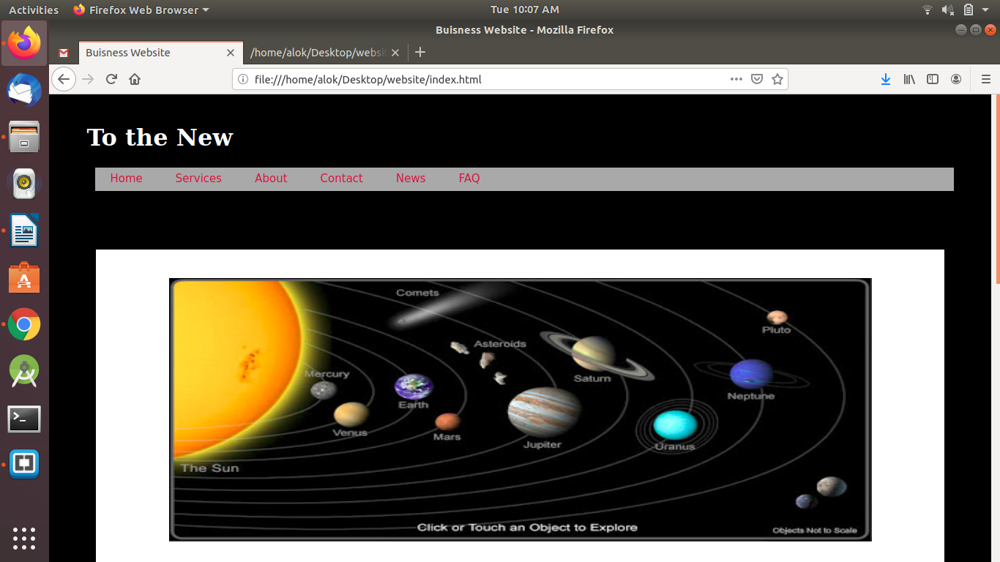 Activities Firefox Web Browser Tue 10:07 AM
Buisness Website - Mozilla Firefox
Buisness Website /home/alok/Desktop/websi
file:///home/alok/Desktop/website/index.html
To the New
Home Services About Contact News FAQ
Comets
Pluto
Asteroids
Mercury
Saturn
Neptune
Earth
Venus
Mars
Jupiter
Uranus
The Sun
Click or Touch an Object to Explore
Objects Not to Scale